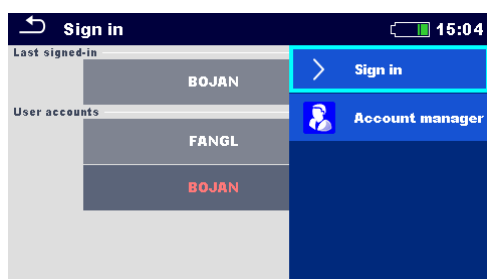 Sign in
15:04
Last signed-in
BOJAN
Sign in
User accounts
Account manager
FANGL
BOJAN